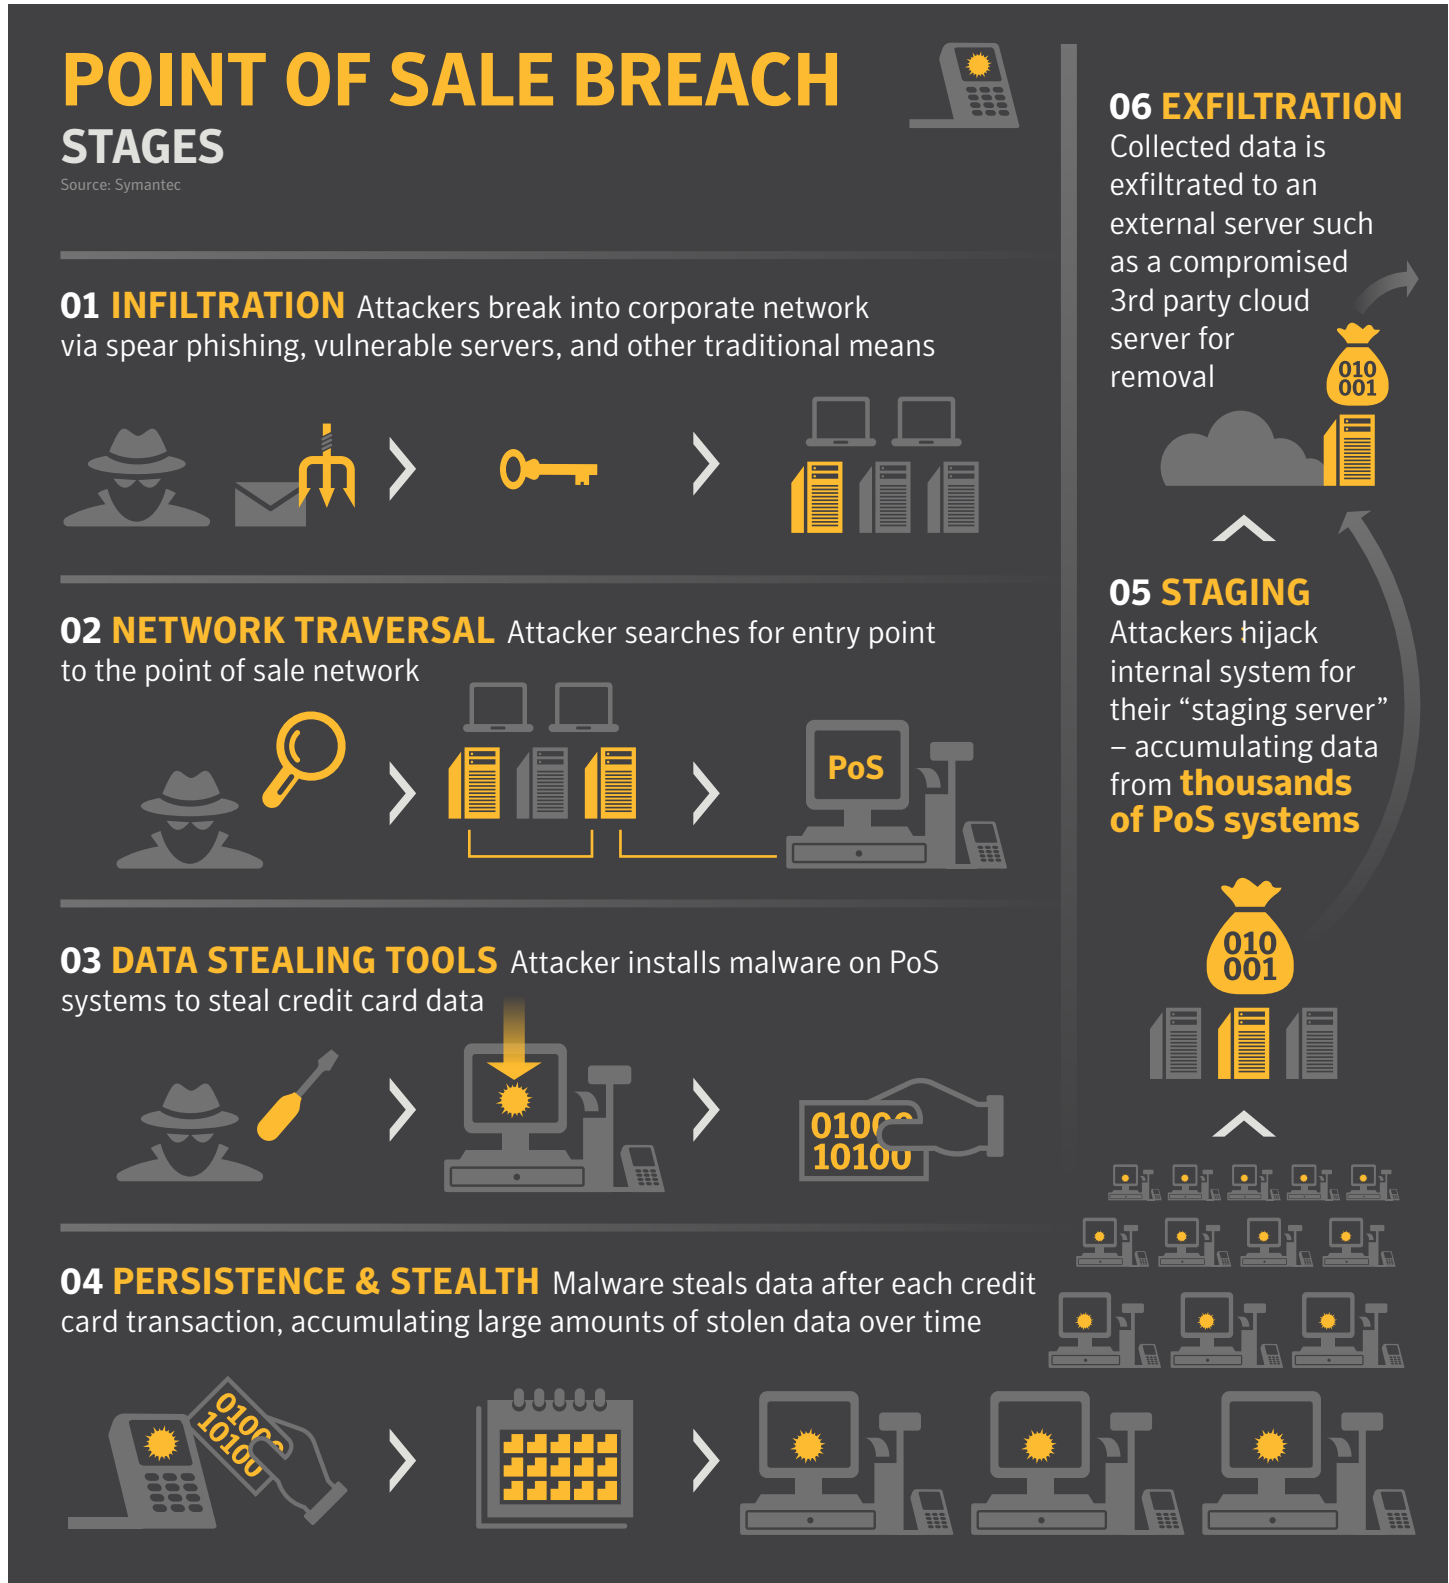 POINT OF SALE BREACH
STAGES
Source: Symantec
01 INFILTRATION Attackers break into corporate network
via spear phishing, vulnerable servers, and other traditional means
02 NETWORK TRAVERSAL Attacker searches for entry point
to the point of sale network
PoS
03 DATA STEALING TOOLS Attacker installs malware on PoS
systems to steal credit card data
10100
04 PERSISTENCE & STEALTH Malware steals data after each credit
card transaction, accumulating large amounts of stolen data over time
10100
05 STAGING
Attackers hijack
internal system for
their “staging server”
– accumulating data
from thousands
of PoS systems
010
001
06 EXFILTRATION
Collected data is
exfiltrated to an
external server such
as a compromised
3rd party cloud
server for
removal
010
001